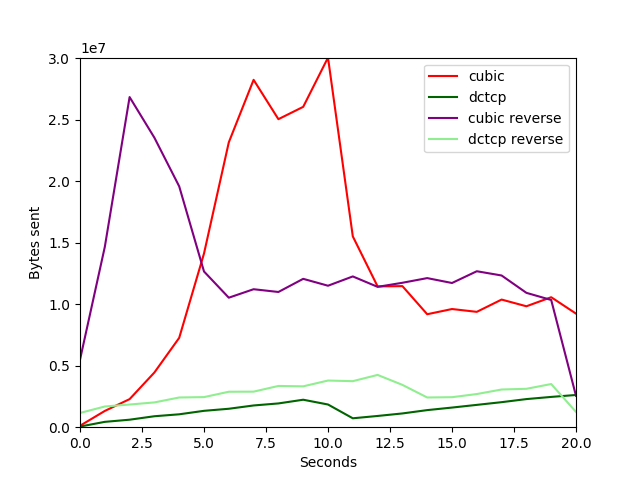 1e7
3.0
2.5
2.0
1.5
1.0
0.5
0.0
Bytes sent
cubic
dctcp
cubic reverse
dctcp reverse
0.0 2.5 5.0 7.5 10.0 12.5 15.0 17.5 20.0
Seconds